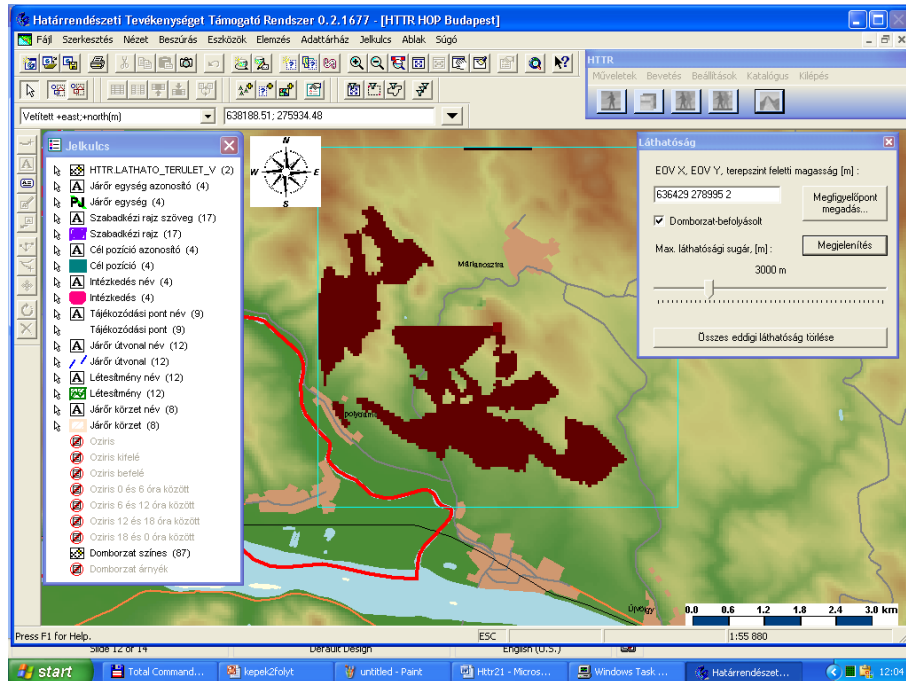 Határrendészeti Tevékenységet Támogató Rendszer 0.2.1677 - [HTTR HOP Budapest]
Fájl Szerkesztés Nézet Beszúrás Eszközök Elemzés Adattárház Jelkulcs Ablak Súgó
HTTR
Műveletek Bevetés Beállítások Katalógus Kilépés
Vetített +east;+north(m)
638188.51; 275934.48
Jelkulcs
HTTR:LATHATO_TERULET_V (2)
Járőr egység azonosító (4)
Járőr egység (4)
Szabadkézi rajz szöveg (17)
Szabadkézi rajz (17)
Cél pozíció azonosító (4)
Cél pozíció (4)
Intézkedés név (4)
Intézkedés (4)
Tájékozódási pont név (9)
Tájékozódási pont (9)
Járőr útvonal név (12)
Járőr útvonal (12)
Létesítmény név (12)
Létesítmény (12)
Járőr körzet név (8)
Járőr körzet (8)
Oziris
Oziris kifelé
Oziris befelé
Oziris 0 és 6 óra között
Oziris 6 és 12 óra között
Oziris 12 és 18 óra között
Oziris 18 és 0 óra között
Domborzat színes (87)
Domborzat árnyék
N
W
E
S
Márianosztra
Láthatóság
EOV X, EOV Y, terepszint feletti magasság [m] :
636429 278995 2
Megfigyelőpont megadás...
Domborzat-befolyásolt
Max. láthatósági sugár, [m] :
Megjelenítés
3000 m
Összes eddigi láthatóság törlése
0.0 0.6 1.2 1.8 2.4 3.0 km
Press F1 for Help.
ESC
1:55 880
Slide 12 of 14
Default Design
English (U.S.)
start
Total Command...
kepek2folyt
untitled - Paint
Httr21 - Micros...
Windows Task ...
Határrendészet...
12:04